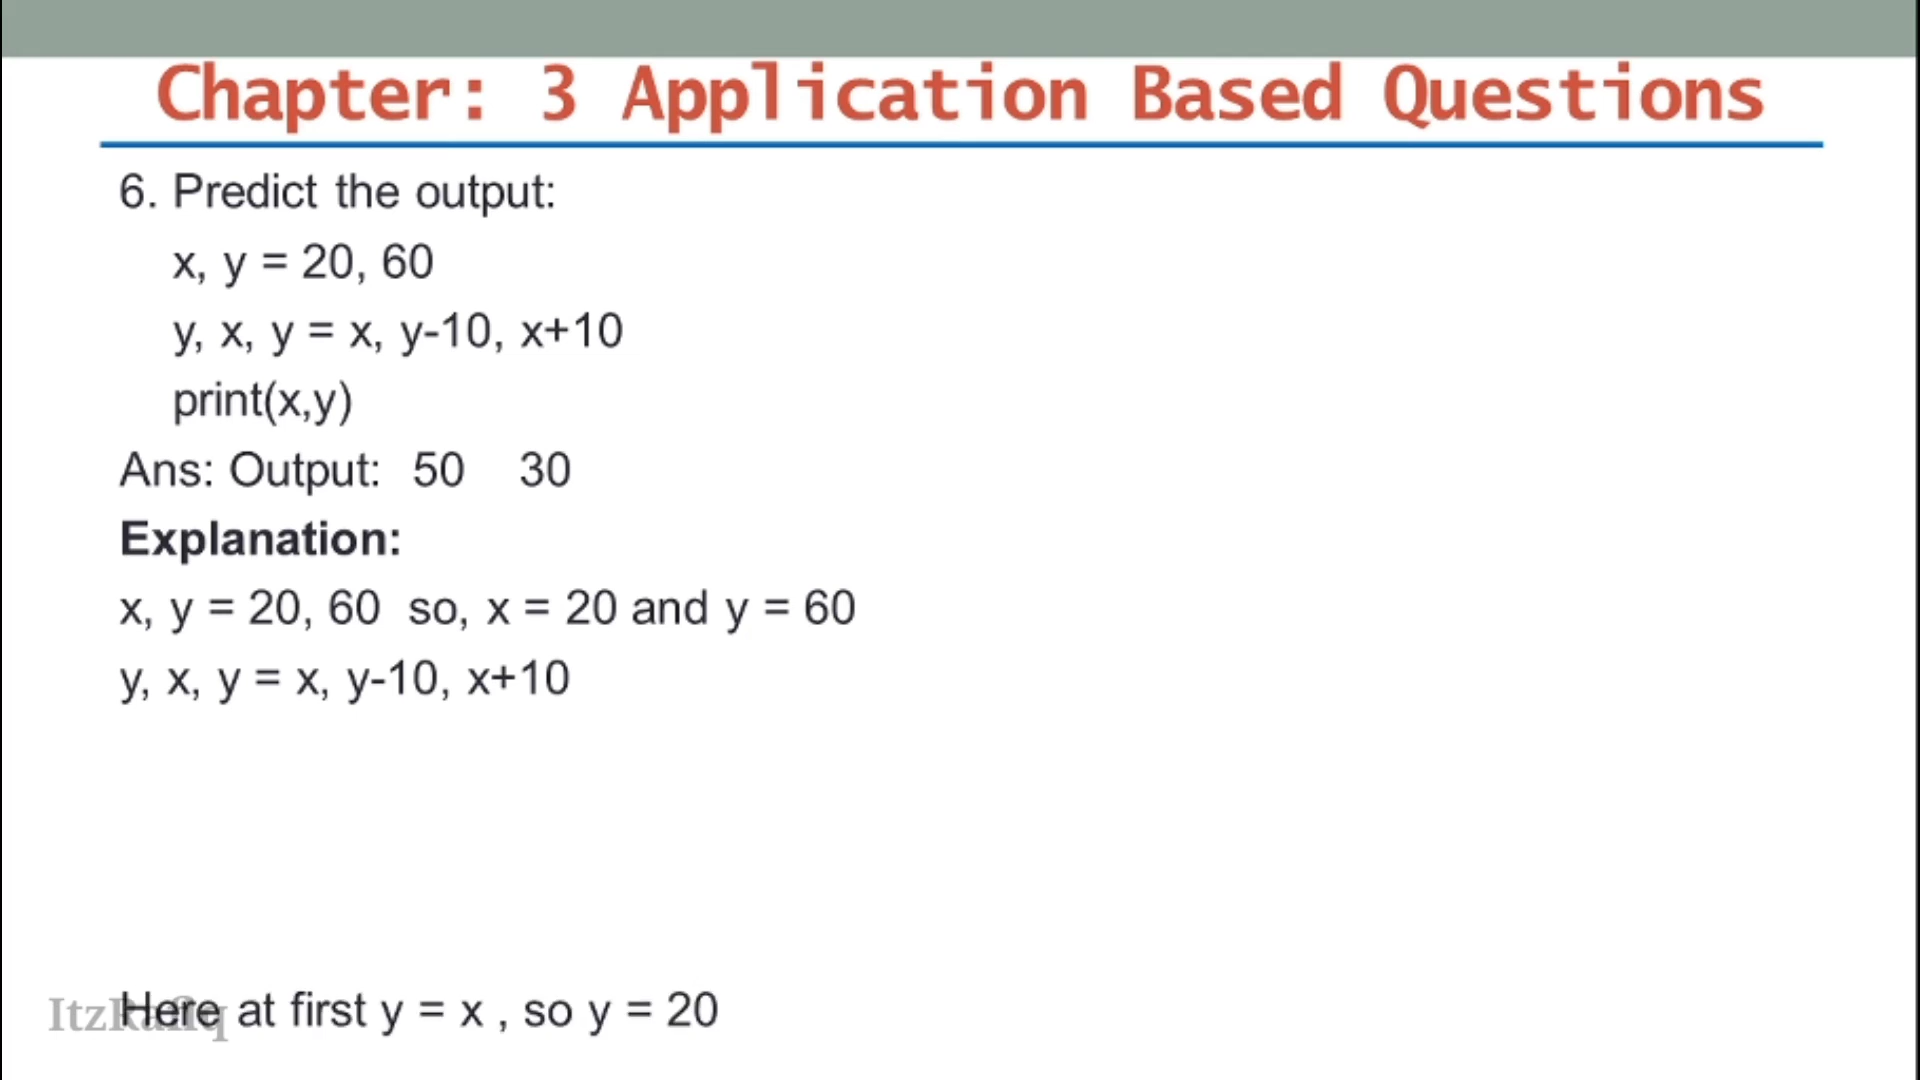 Chapter: 3 Application Based Questions
6. Predict the output:
x, y = 20, 60
y, x, y = x, y-10, x+10
print(x,y)
Ans: Output: 50 30
Explanation:
x, y = 20, 60 so, x = 20 and y = 60
y, x, y = x, y-10, x+10
Here at first y = x , so y = 20
ItzRafiq